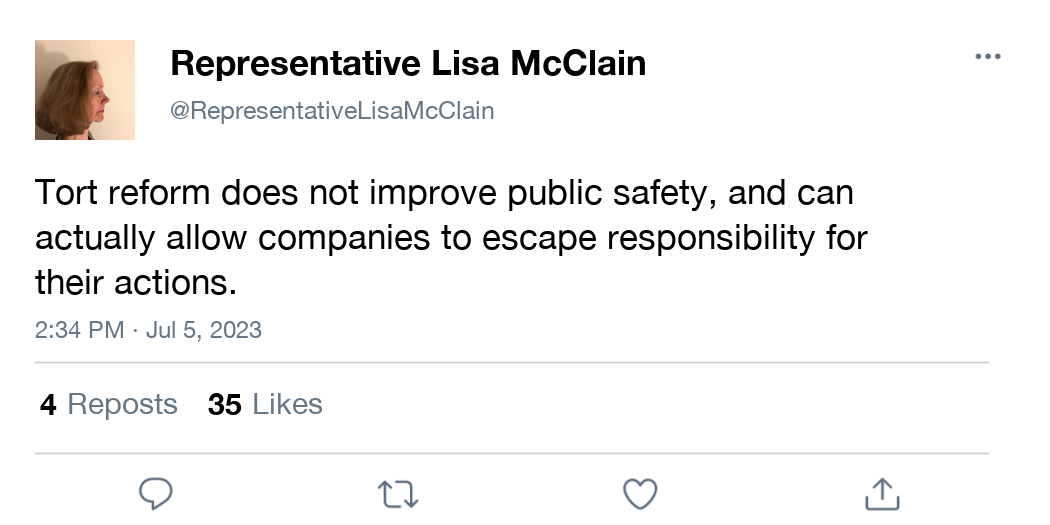 Representative Lisa McClain
@RepresentativeLisaMcClain
Tort reform does not improve public safety, and can
actually allow companies to escape responsibility for
their actions.
2:34 PM · Jul 5, 2023
4 Reposts 35 Likes